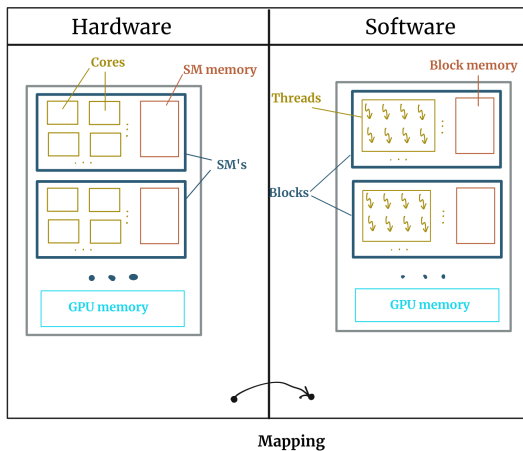 Hardware
Software
Cores
SM memory
Block memory
Threads
SM's
Blocks
GPU memory
GPU memory
Mapping